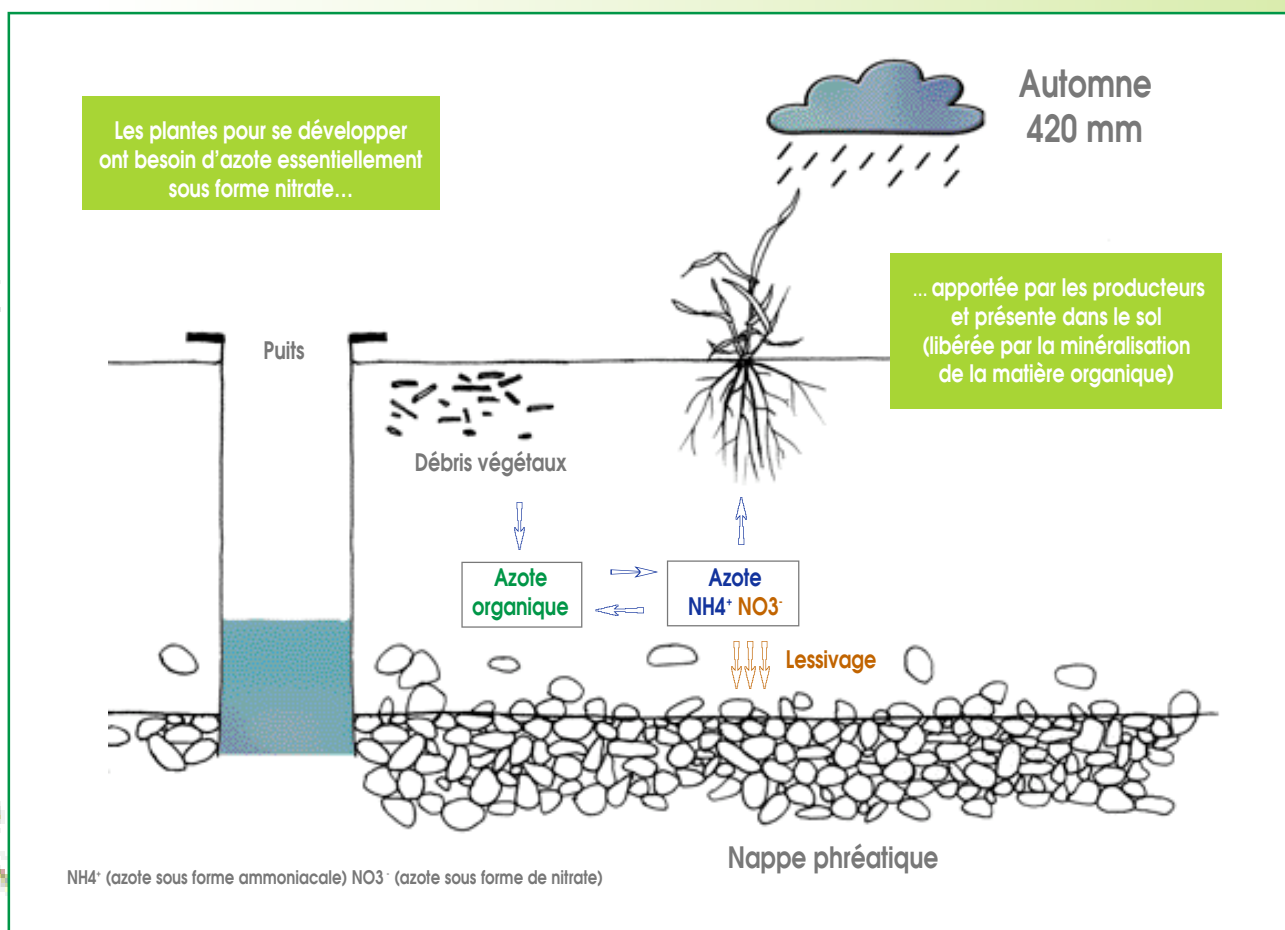 Les plantes pour se développer
ont besoin d'azote essentiellement
sous forme nitrate...
Automne
420 mm
... apportée par les producteurs
et présente dans le sol
(libérée par la minéralisation
de la matière organique)
Puits
Débris végétaux
Azote
organique
Azote
NH4⁺ NO3⁻
Lessivage
Nappe phréatique
NH4⁺ (azote sous forme ammoniacale) NO3⁻ (azote sous forme de nitrate)